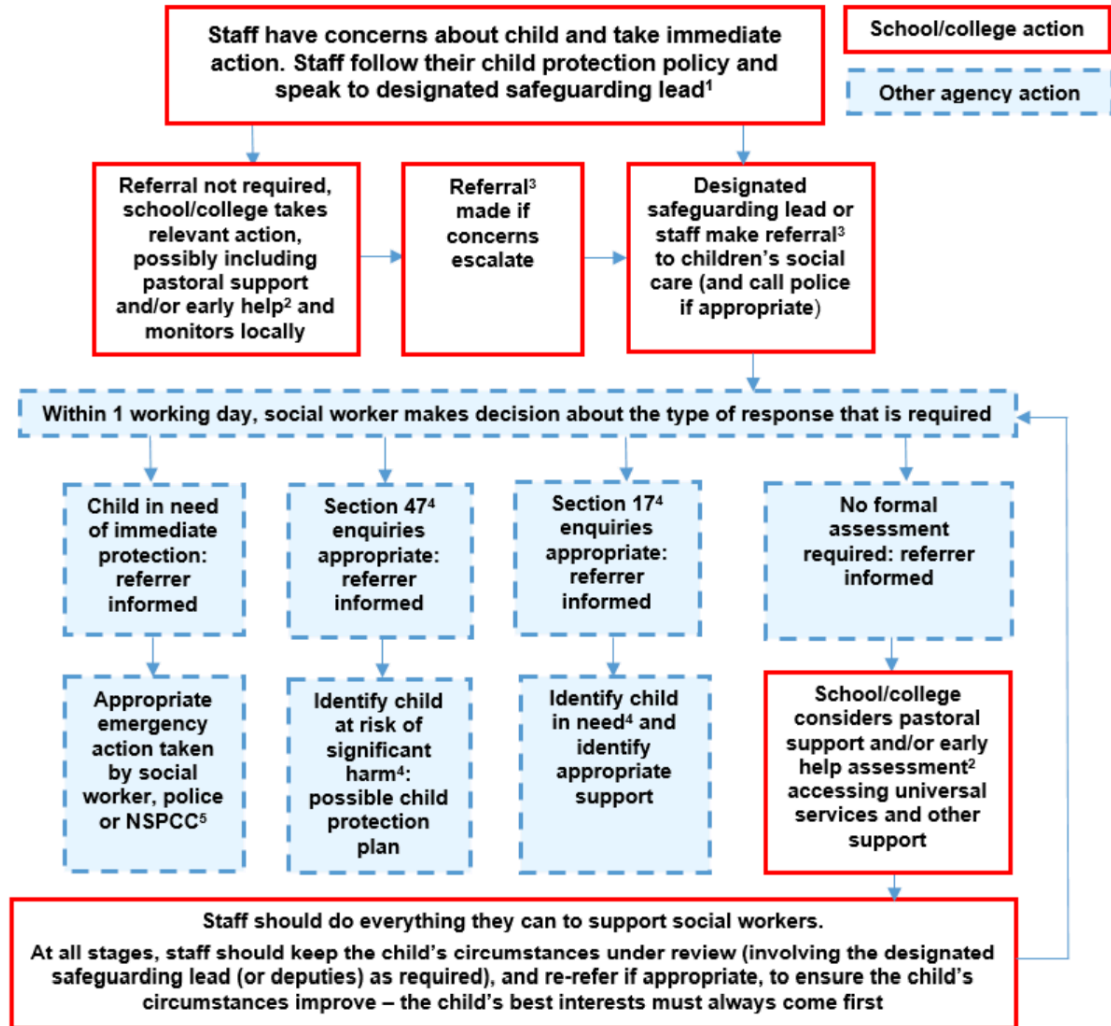 Staff have concerns about child and take immediate
action. Staff follow their child protection policy and
speak to designated safeguarding lead¹
School/college action
Other agency action
Referral not required,
school/college takes
relevant action,
possibly including
pastoral support
and/or early help² and
monitors locally
Referral³
made if
concerns
escalate
Designated
safeguarding lead or
staff make referral³
to children’s social
care (and call police
if appropriate)
Within 1 working day, social worker makes decision about the type of response that is required
Child in need
of immediate
protection:
referrer
informed
Section 47⁴
enquiries
appropriate:
referrer
informed
Section 17⁴
enquiries
appropriate:
referrer
informed
No formal
assessment
required: referrer
informed
Appropriate
emergency
action taken
by social
worker, police
or NSPCC⁵
Identify child
at risk of
significant
harm⁴:
possible child
protection
plan
Identify child
in need⁴ and
identify
appropriate
support
School/college
considers pastoral
support and/or early
help assessment²
accessing universal
services and other
support
Staff should do everything they can to support social workers.
At all stages, staff should keep the child’s circumstances under review (involving the designated
safeguarding lead (or deputies) as required), and re-refer if appropriate, to ensure the child’s
circumstances improve – the child’s best interests must always come first